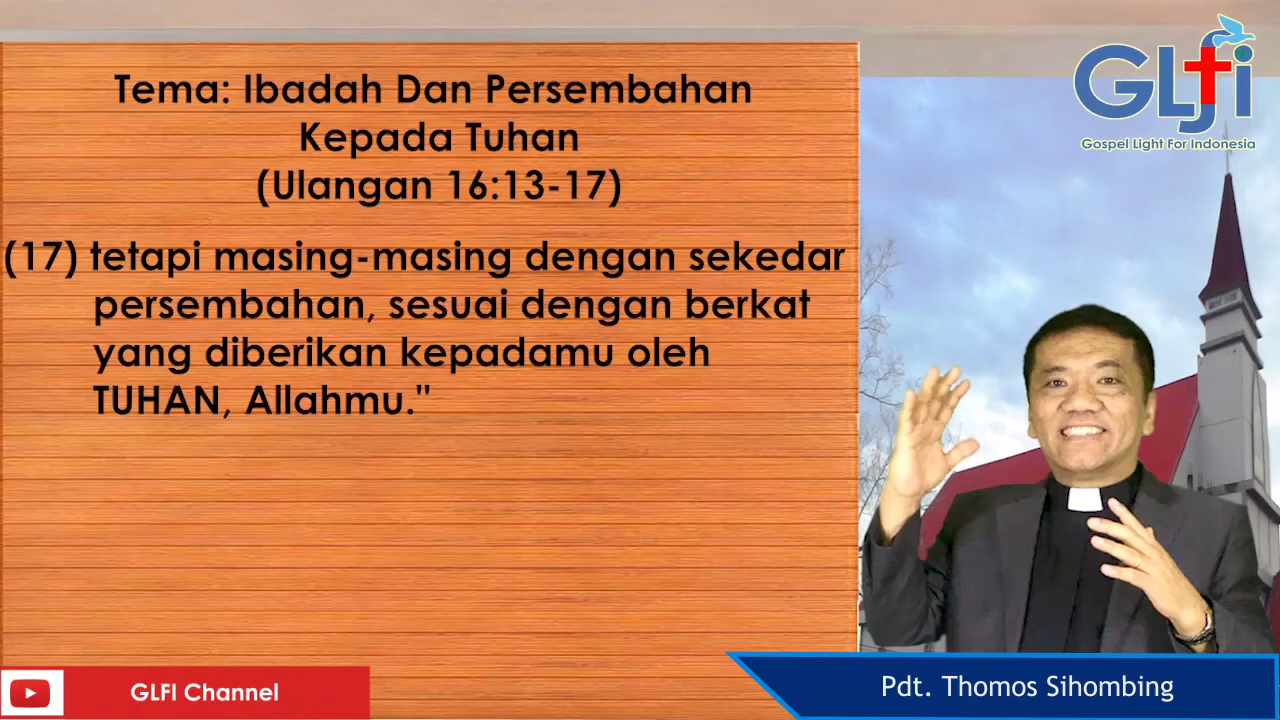 Tema: Ibadah Dan Persembahan
Kepada Tuhan
(Ulangan 16:13-17)
(17) tetapi masing-masing dengan sekedar
persembahan, sesuai dengan berkat
yang diberikan kepadamu oleh
TUHAN, Allahmu."
GLfi
Gospel Light For Indonesia
GLFI Channel
Pdt. Thomos Sihombing